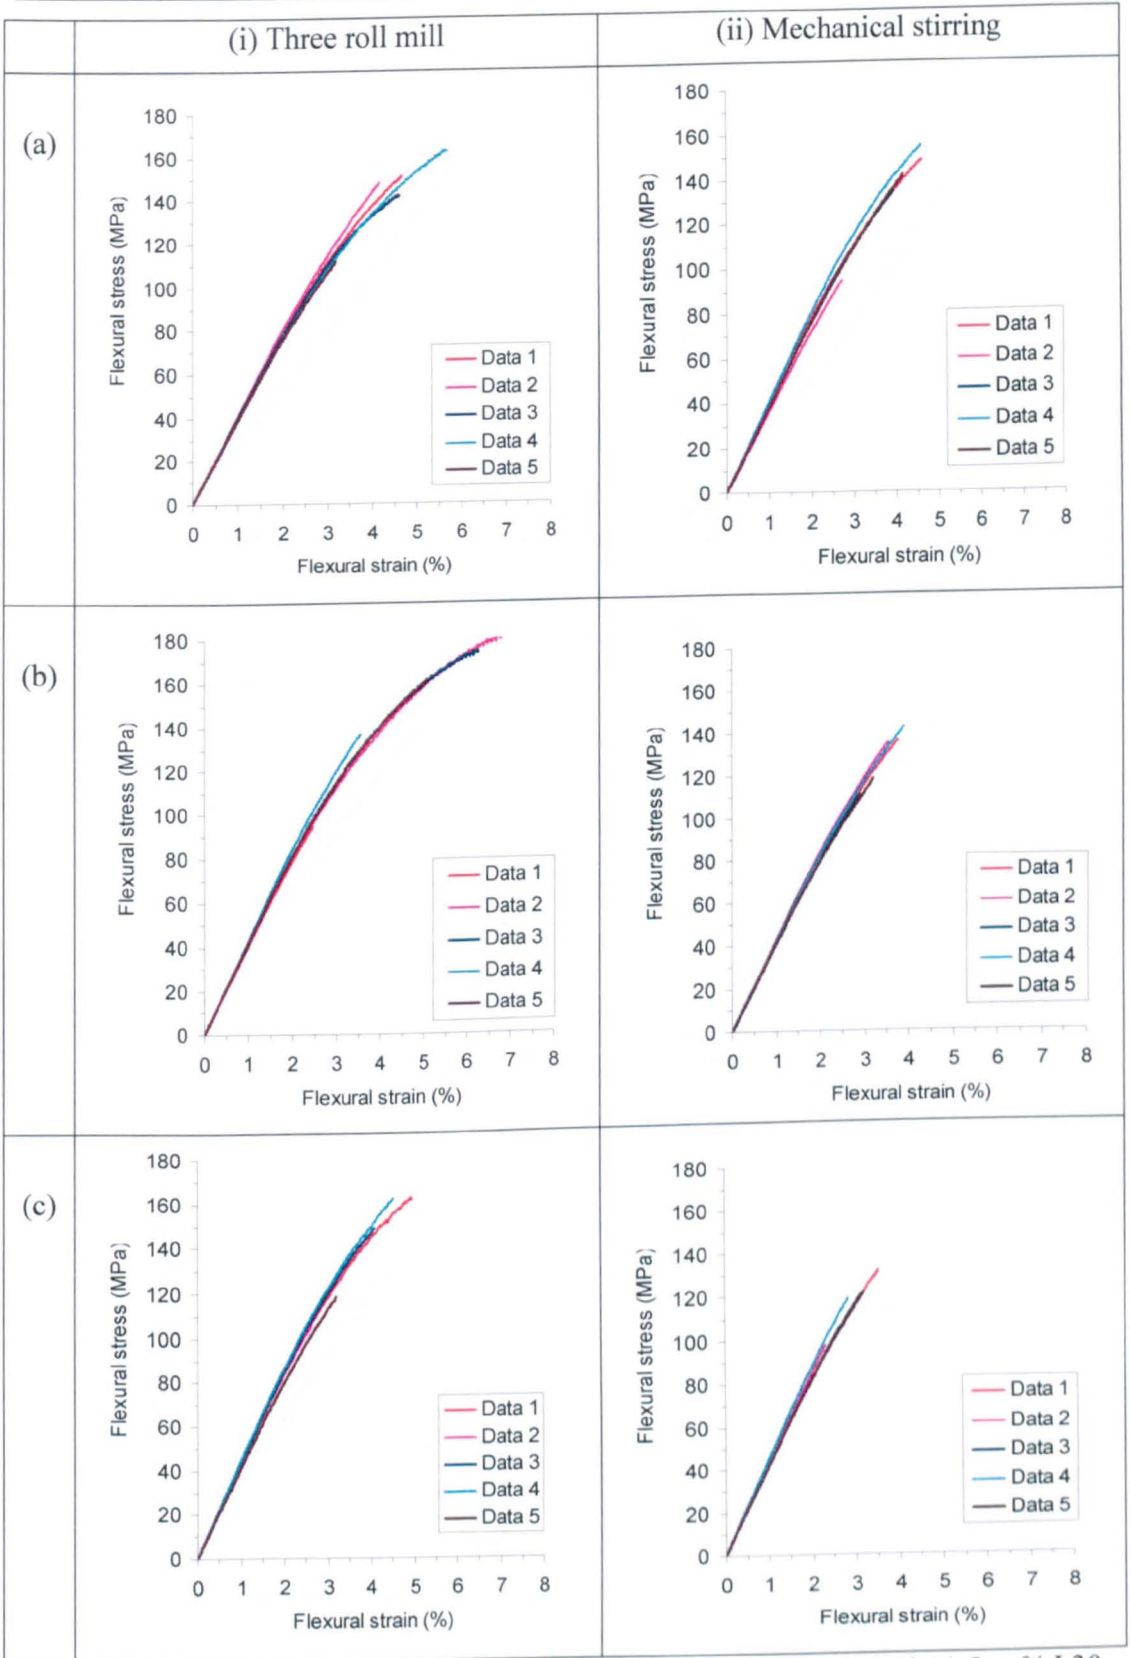 (i) Three roll mill
(ii) Mechanical stirring
(a)
180
160
140
120
100
80
60
40
20
0
Flexural stress (MPa)
Data 1
Data 2
Data 3
Data 4
Data 5
0 1 2 3 4 5 6 7 8
Flexural strain (%)
180
160
140
120
100
80
60
40
20
0
Flexural stress (MPa)
Data 1
Data 2
Data 3
Data 4
Data 5
0 1 2 3 4 5 6 7 8
Flexural strain (%)
(b)
180
160
140
120
100
80
60
40
20
0
Flexural stress (MPa)
Data 1
Data 2
Data 3
Data 4
Data 5
0 1 2 3 4 5 6 7 8
Flexural strain (%)
180
160
140
120
100
80
60
40
20
0
Flexural stress (MPa)
Data 1
Data 2
Data 3
Data 4
Data 5
0 1 2 3 4 5 6 7 8
Flexural strain (%)
(c)
180
160
140
120
100
80
60
40
20
0
Flexural stress (MPa)
Data 1
Data 2
Data 3
Data 4
Data 5
0 1 2 3 4 5 6 7 8
Flexural strain (%)
180
160
140
120
100
80
60
40
20
0
Flexural stress (MPa)
Data 1
Data 2
Data 3
Data 4
Data 5
0 1 2 3 4 5 6 7 8
Flexural strain (%)